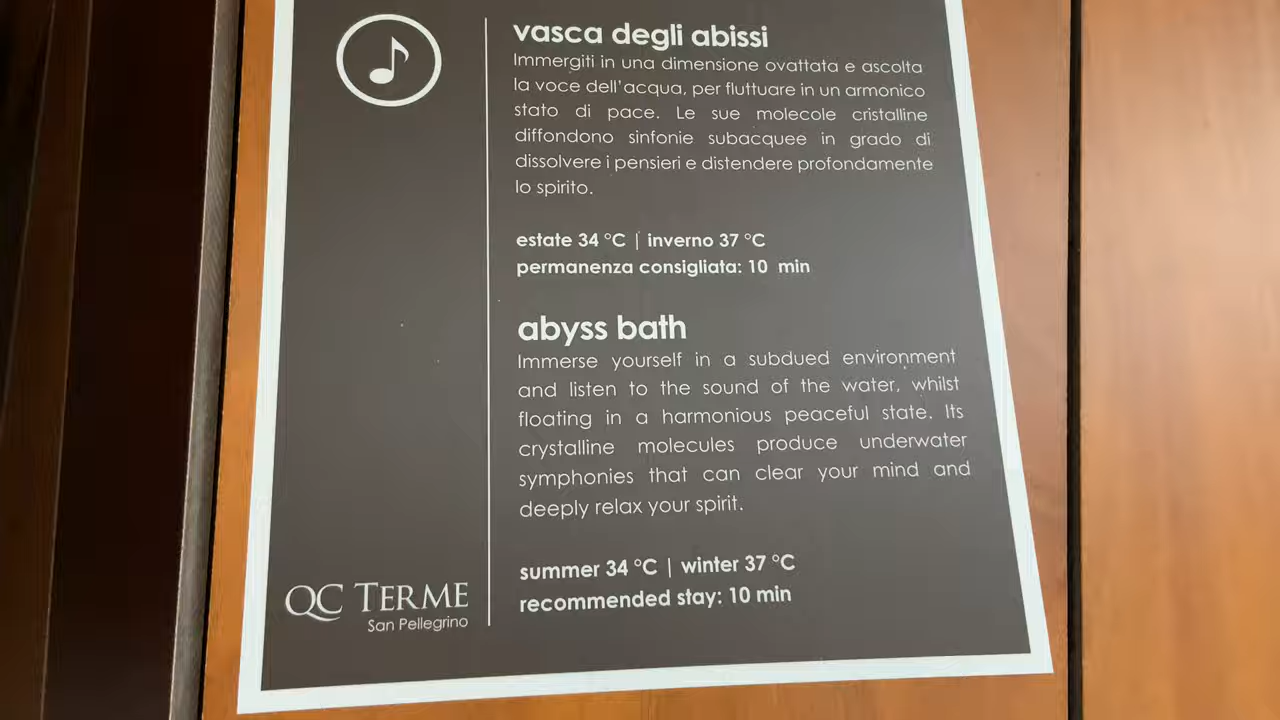 vasca degli abissi
Immergiti in una dimensione ovattata e ascolta
la voce dell'acqua, per fluttuare in un armonico
stato di pace. Le sue molecole cristalline
diffondono sinfonie subacquee in grado di
dissolvere i pensieri e distendere profondamente
lo spirito.
estate 34 °C | inverno 37 °C
permanenza consigliata: 10 min
abyss bath
Immerse yourself in a subdued environment
and listen to the sound of the water, whilst
floating in a harmonious peaceful state. Its
crystalline molecules produce underwater
symphonies that can clear your mind and
deeply relax your spirit.
summer 34 °C | winter 37 °C
recommended stay: 10 min
QC TERME
San Pellegrino